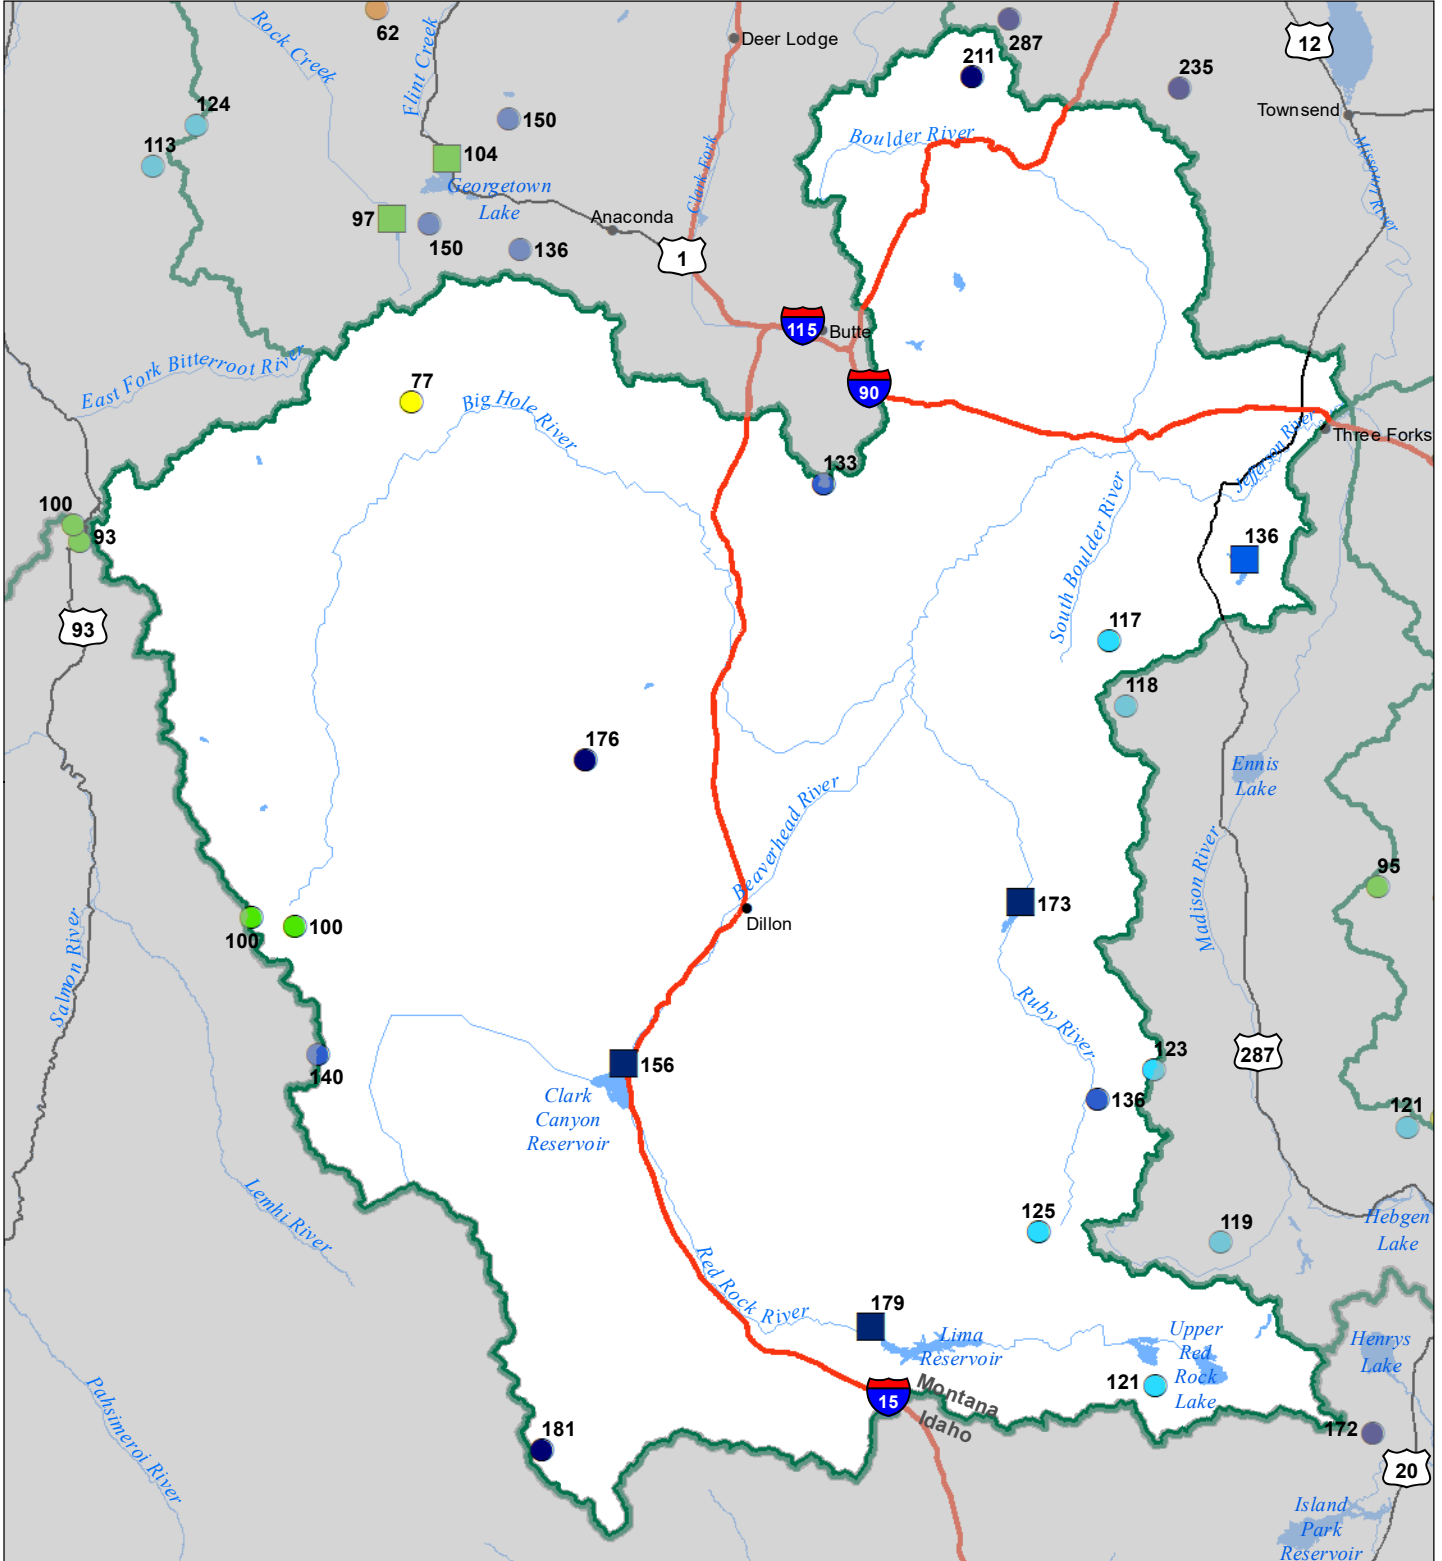 62
Rock Creek
Flint Creek
Deer Lodge
287
211
12
235
Townsend
124
113
150
104
Georgetown
Lake
Clark Fork
Boulder River
Missouri River
97
150
136
Anaconda
1
115
Butte
90
East Fork Bitterroot River
77
Big Hole River
133
Three Forks
Jefferson River
100
93
93
South Boulder River
136
117
118
176
Ennis
Lake
Beaverhead River
Madison River
95
Dillon
173
100
100
Salmon River
Ruby River
140
156
Clark
Canyon
Reservoir
123
136
287
121
Lemhi River
125
119
Hebgen
Lake
Red Rock River
179
Lima
Reservoir
Upper
Red
Rock
Lake
121
Henrys
Lake
15
Montana
Idaho
Pahsimeroi River
181
172
20
Island
Park
Reservoir